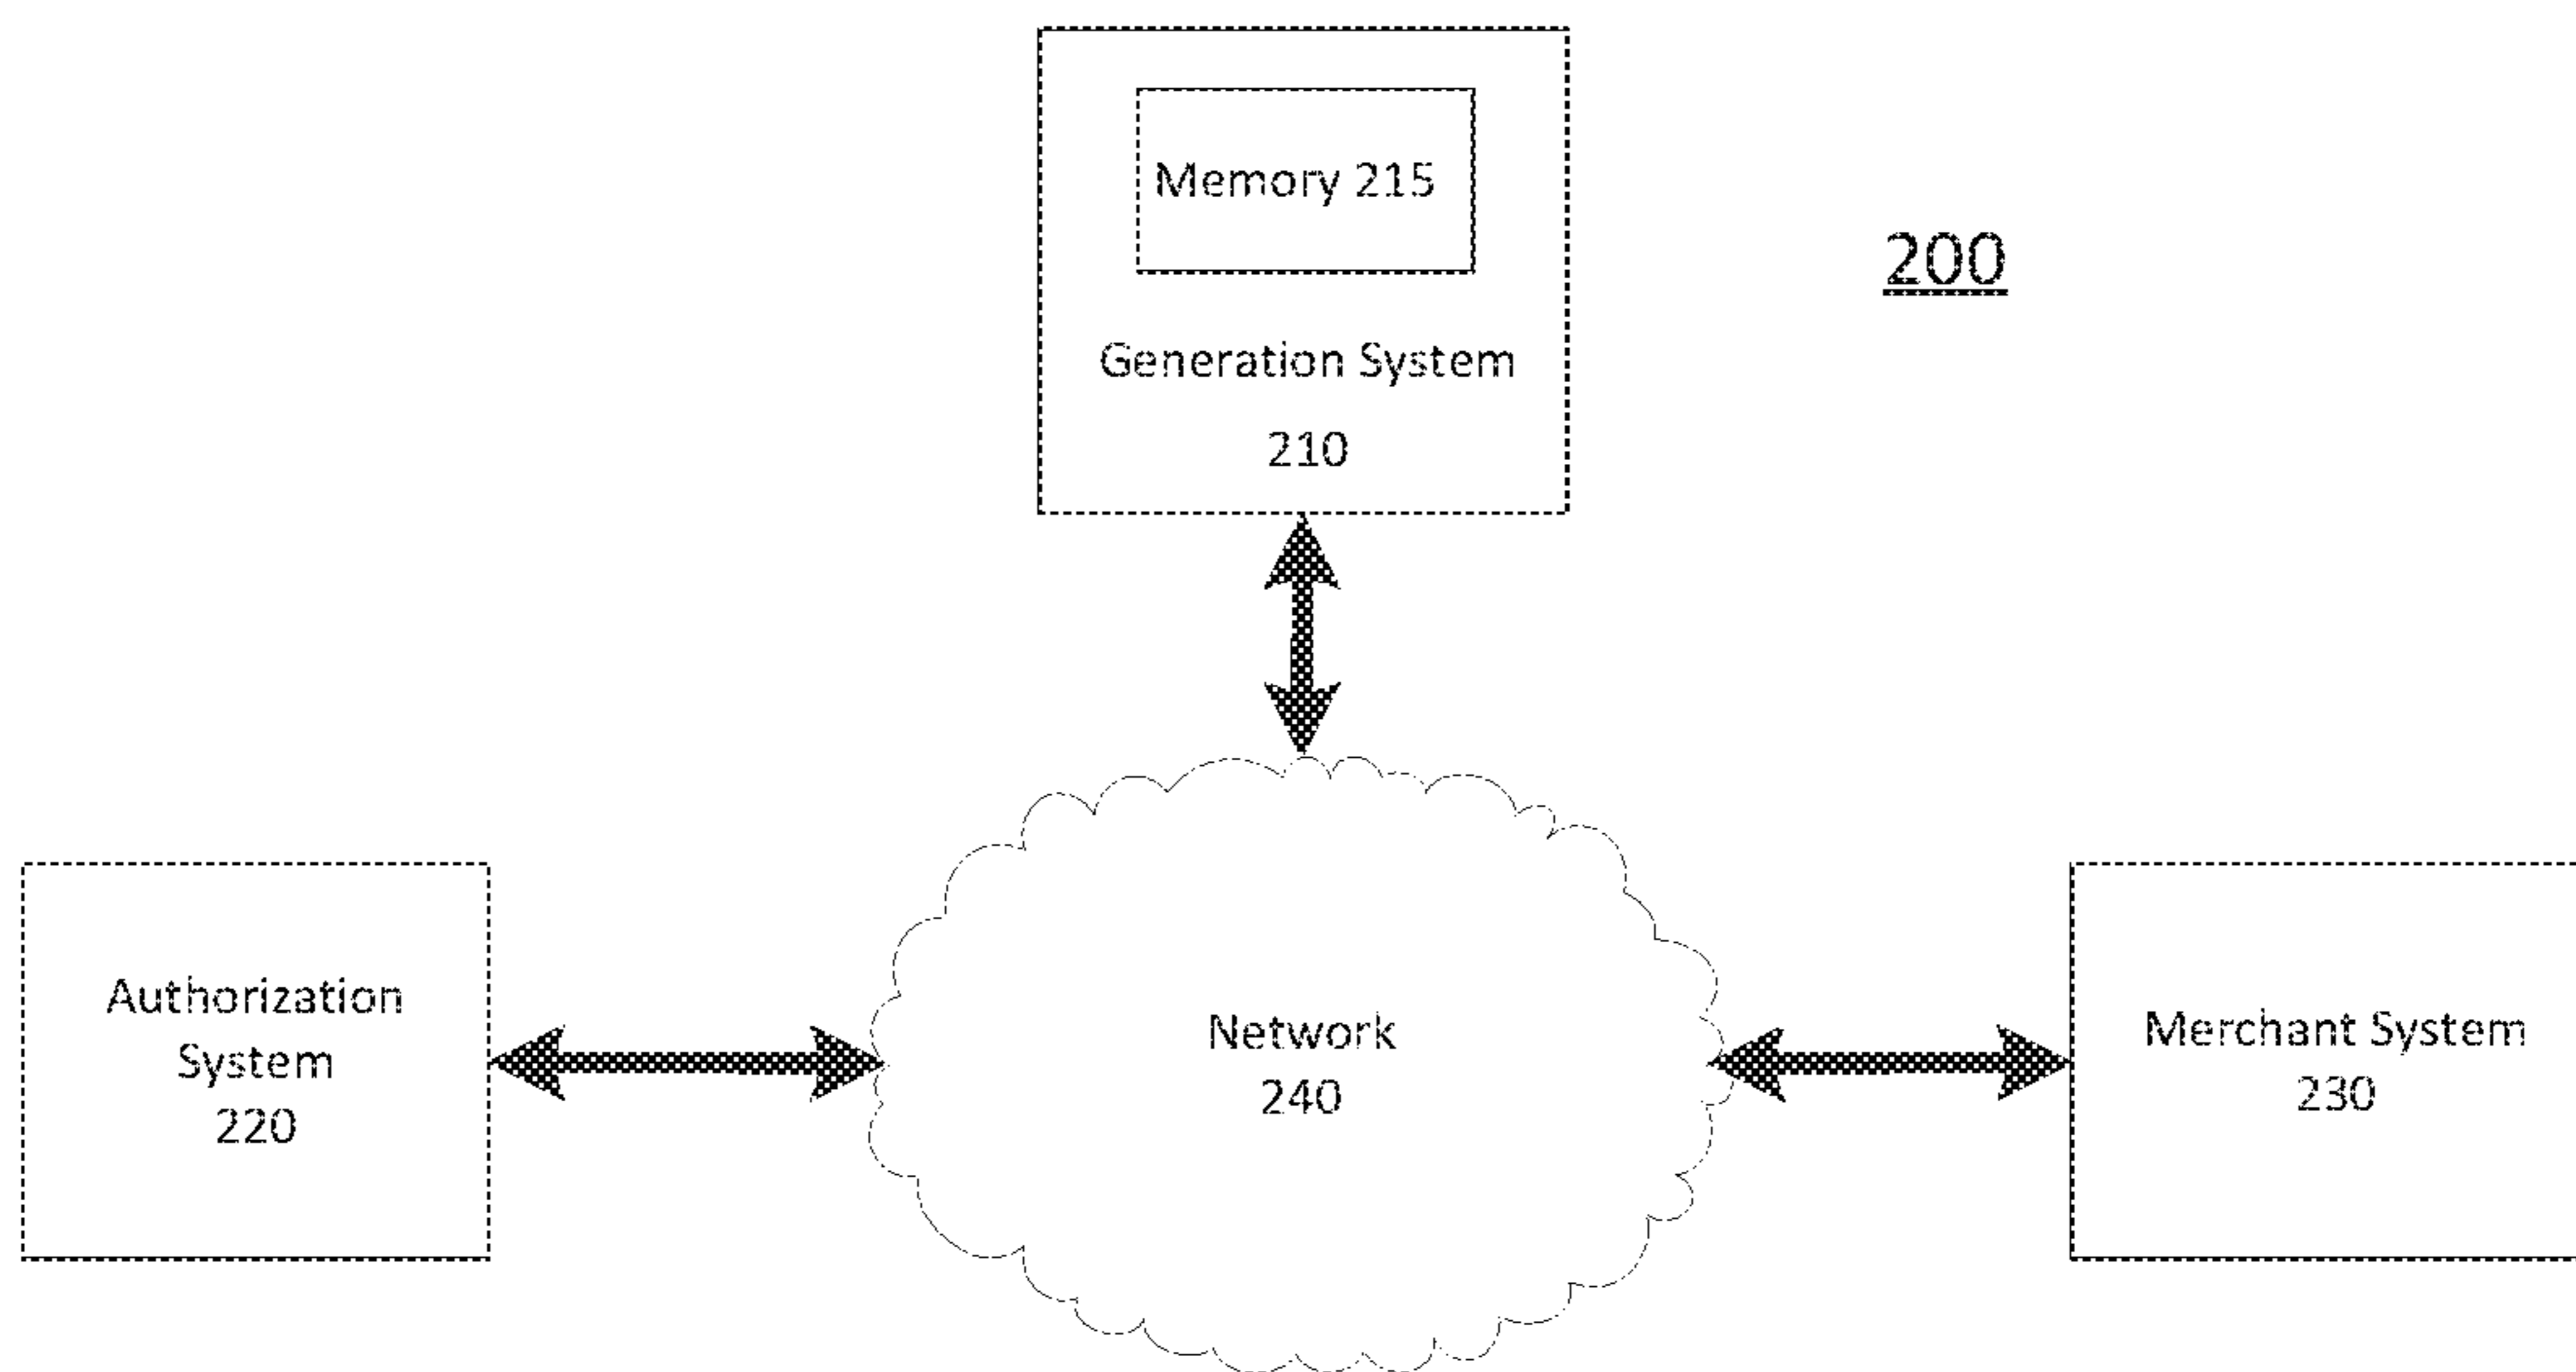 Memory 215
200
Generation System
210
Authorization
System
220
Network
240
Merchant System
230